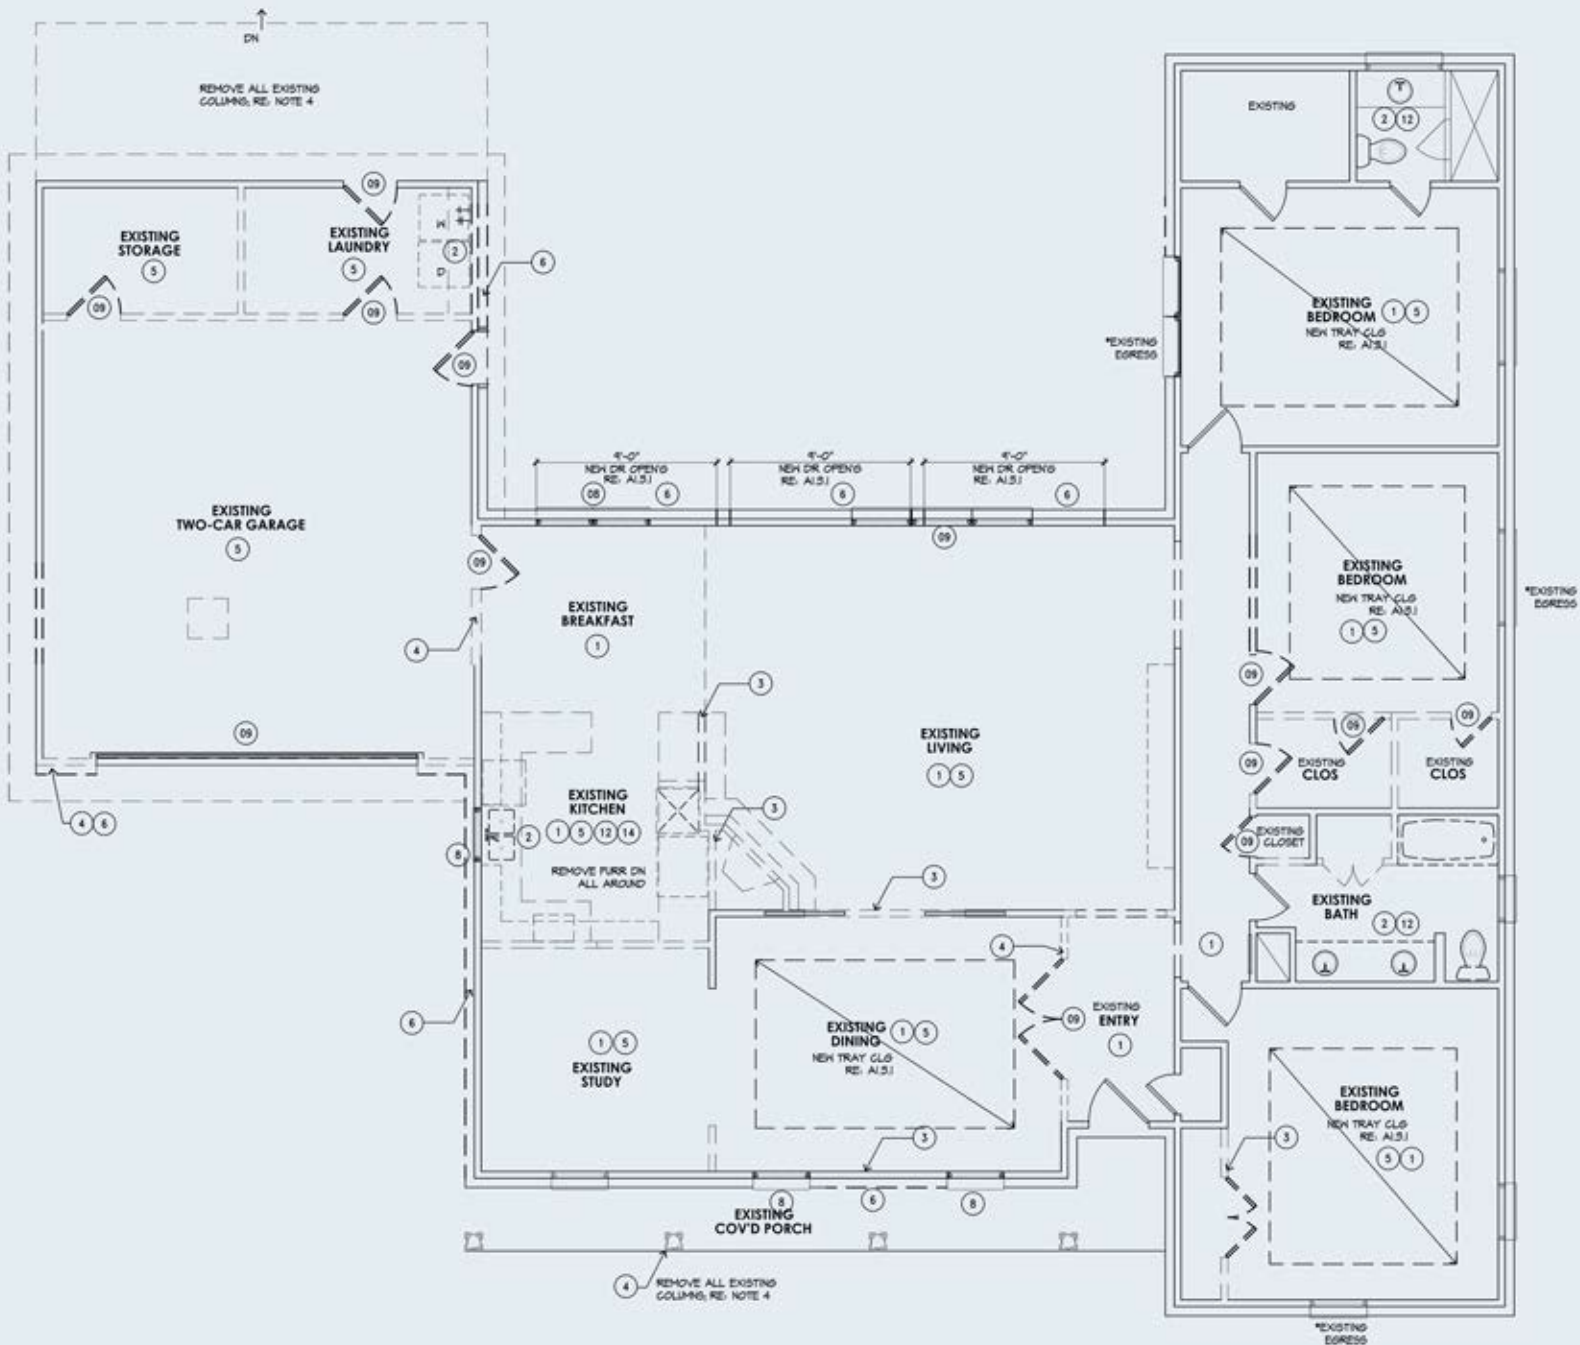 DN
REMOVE ALL EXISTING
COLUMNS; RE: NOTE 4
EXISTING
STORAGE
5
09
EXISTING
LAUNDRY
5
09
09
W
D
2
6
09
EXISTING
TWO-CAR GARAGE
5
09
4 6
EXISTING
2 12
*EXISTING
EGRESS
EXISTING
BEDROOM
1 5
NEW TRAY CLG
RE: A1.5.1
9'-0"
NEW DR OPEN'G
RE: A1.5.1
08 6
9'-0"
NEW DR OPEN'G
RE: A1.5.1
6
9'-0"
NEW DR OPEN'G
RE: A1.5.1
6
09
09
4
EXISTING
BREAKFAST
1
3
EXISTING
LIVING
1 5
EXISTING
BEDROOM
NEW TRAY CLG
RE: A1.5.1
1 5
*EXISTING
EGRESS
09
09
09
09
EXISTING
CLOS
EXISTING
CLOS
EXISTING
KITCHEN
1 5 12 14
2
8
REMOVE FURR DN
ALL AROUND
3
3
09
EXISTING
CLOSET
EXISTING
BATH
2 12
1
4
6
1 5
EXISTING
STUDY
EXISTING
DINING
1 5
NEW TRAY CLG
RE: A1.5.1
09
EXISTING
ENTRY
1
3
3
EXISTING
BEDROOM
NEW TRAY CLG
RE: A1.5.1
5 1
8
6
8
EXISTING
COV'D PORCH
4
REMOVE ALL EXISTING
COLUMNS; RE: NOTE 4
*EXISTING
EGRESS